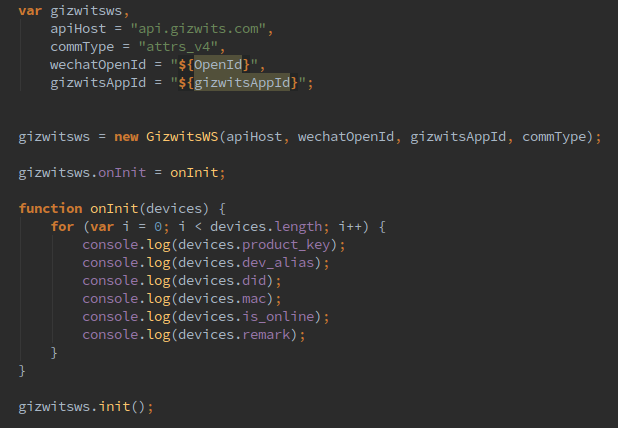 var gizwitsws,
    apiHost = "api.gizwits.com",
    commType = "attrs_v4",
    wechatOpenId = "${OpenId}",
    gizwitsAppId = "${gizwitsAppId}";
gizwitsws = new GizwitsWS(apiHost, wechatOpenId, gizwitsAppId, commType);
gizwitsws.onInit = onInit;
function onInit(devices) {
    for (var i = 0; i < devices.length; i++) {
        console.log(devices.product_key);
        console.log(devices.dev_alias);
        console.log(devices.did);
        console.log(devices.mac);
        console.log(devices.is_online);
        console.log(devices.remark);
    }
}
gizwitsws.init();